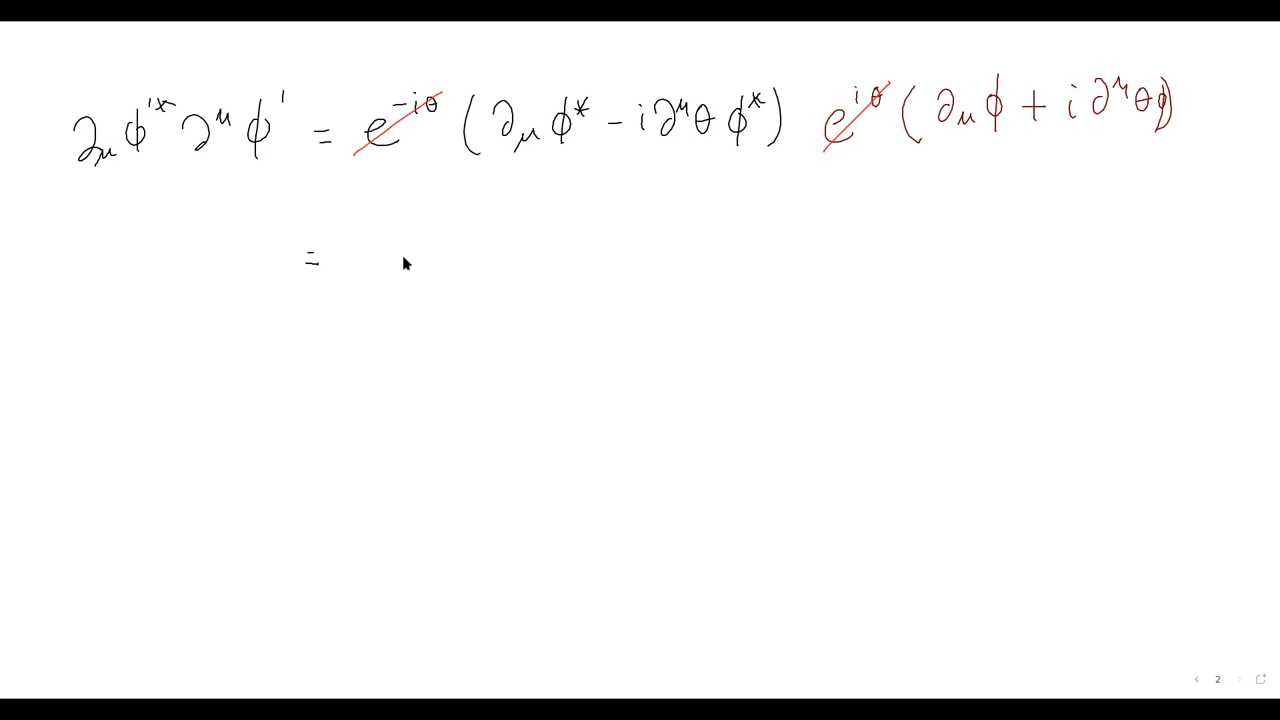 ∂_μ ϕ'* ∂^μ ϕ' = e^{-iθ} (∂_μ ϕ* - i∂^μ θ ϕ*) e^{iθ} (∂_μ ϕ + i ∂^μ θ ϕ)
=
2